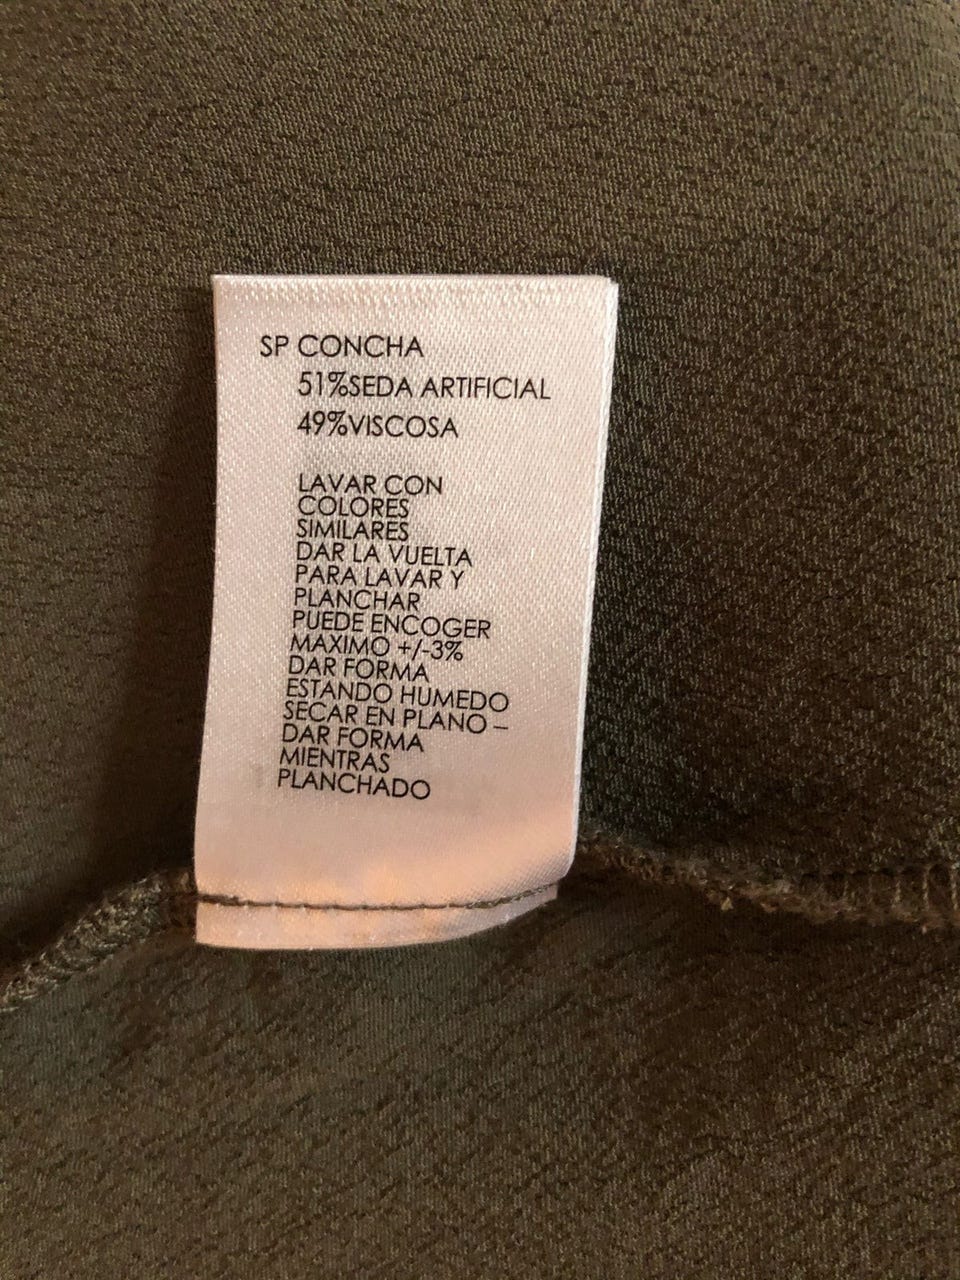 SP CONCHA
51%SEDA ARTIFICIAL
49%VISCOSA
LAVAR CON
COLORES
SIMILARES
DAR LA VUELTA
PARA LAVAR Y
PLANCHAR
PUEDE ENCOGER
MAXIMO +/-3%
DAR FORMA
ESTANDO HUMEDO
SECAR EN PLANO –
DAR FORMA
MIENTRAS
PLANCHADO